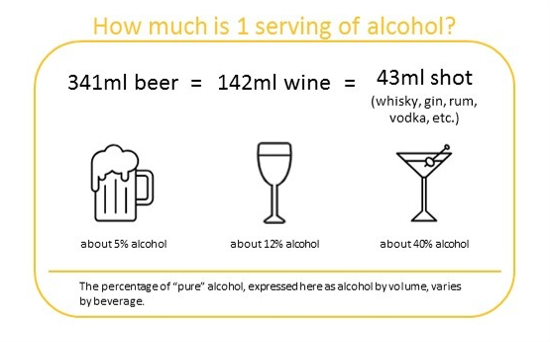 How much is 1 serving of alcohol?
341ml beer = 142ml wine = 43ml shot
(whisky, gin, rum,
vodka, etc.)
about 5% alcohol about 12% alcohol about 40% alcohol
The percentage of “pure” alcohol, expressed here as alcohol by volume, varies
by beverage.